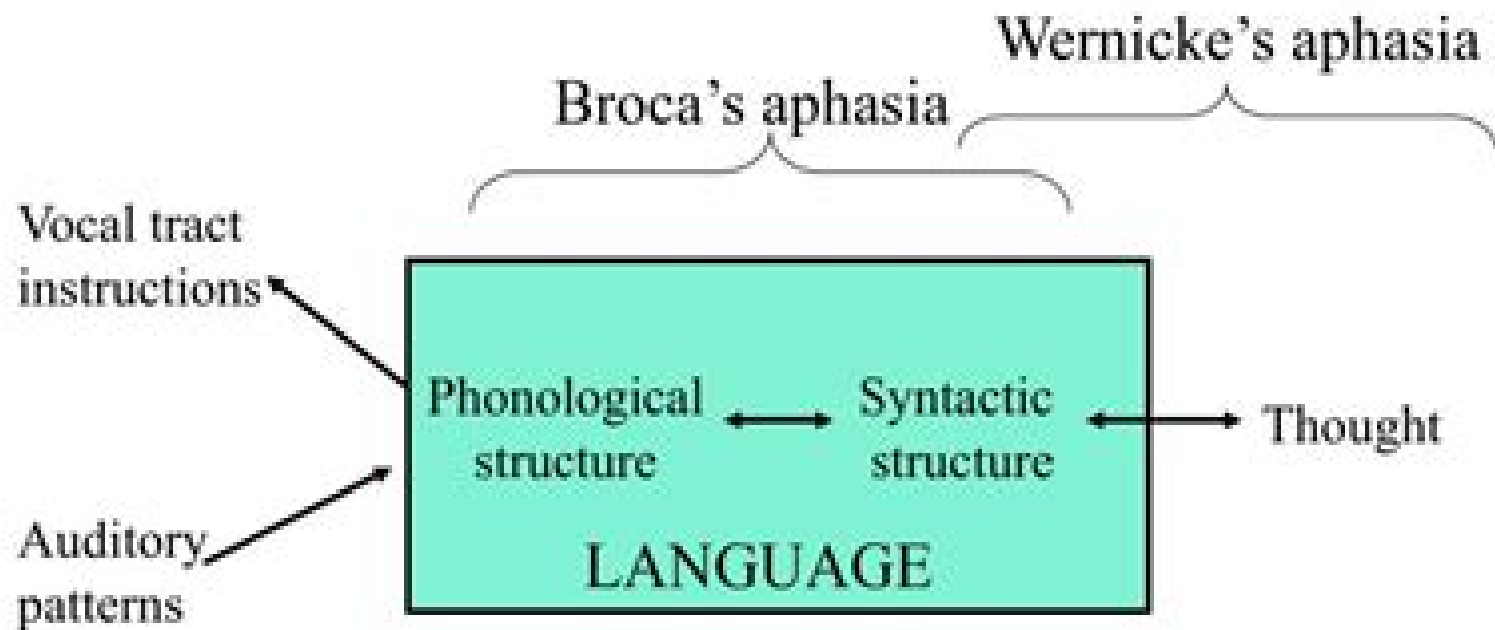 Wernicke's aphasia
Broca's aphasia
Vocal tract
instructions
Phonological
structure
Syntactic
structure
Thought
Auditory
patterns
LANGUAGE